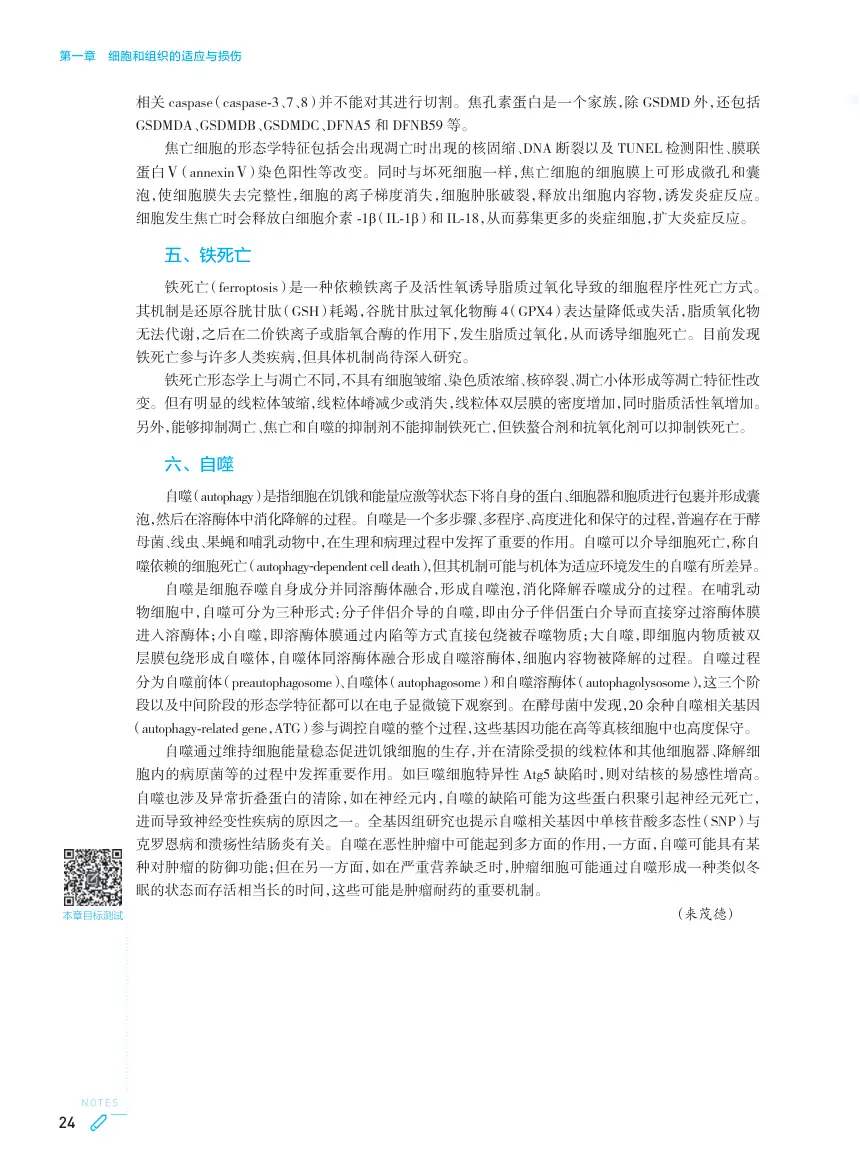 第一章 细胞和组织的适应与损伤
相关 caspase（caspase-3、7、8）并不能对其进行切割。焦孔素蛋白是一个家族，除 GSDMD 外，还包括
GSDMDA、GSDMDB、GSDMDC、DFNA5 和 DFNB59 等。
焦亡细胞的形态学特征包括会出现凋亡时出现的核固缩、DNA 断裂以及 TUNEL 检测阳性、膜联
蛋白Ⅴ（annexinⅤ）染色阳性等改变。同时与坏死细胞一样，焦亡细胞的细胞膜上可形成微孔和囊
泡，使细胞膜失去完整性，细胞的离子梯度消失，细胞肿胀破裂，释放出细胞内容物，诱发炎症反应。
细胞发生焦亡时会释放白细胞介素 -1β（IL-1β）和 IL-18，从而募集更多的炎症细胞，扩大炎症反应。
五、铁死亡
铁死亡（ferroptosis）是一种依赖铁离子及活性氧诱导脂质过氧化导致的细胞程序性死亡方式。
其机制是还原谷胱甘肽（GSH）耗竭，谷胱甘肽过氧化物酶 4（GPX4）表达量降低或失活，脂质氧化物
无法代谢，之后在二价铁离子或脂氧合酶的作用下，发生脂质过氧化，从而诱导细胞死亡。目前发现
铁死亡参与许多人类疾病，但具体机制尚待深入研究。
铁死亡形态学上与凋亡不同，不具有细胞皱缩、染色质浓缩、核碎裂、凋亡小体形成等凋亡特征性改
变。但有明显的线粒体皱缩，线粒体嵴减少或消失，线粒体双层膜的密度增加，同时脂质活性氧增加。
另外，能够抑制凋亡、焦亡和自噬的抑制剂不能抑制铁死亡，但铁螯合剂和抗氧化剂可以抑制铁死亡。
六、自噬
自噬（autophagy）是指细胞在饥饿和能量应激等状态下将自身的蛋白、细胞器和胞质进行包裹并形成囊
泡，然后在溶酶体中消化降解的过程。自噬是一个多步骤、多程序、高度进化和保守的过程，普遍存在于酵
母菌、线虫、果蝇和哺乳动物中，在生理和病理过程中发挥了重要的作用。自噬可以介导细胞死亡，称自
噬依赖的细胞死亡（autophagy-dependent cell death），但其机制可能与机体为适应环境发生的自噬有所差异。
自噬是细胞吞噬自身成分并同溶酶体融合，形成自噬泡，消化降解吞噬成分的过程。在哺乳动
物细胞中，自噬可分为三种形式：分子伴侣介导的自噬，即由分子伴侣蛋白介导而直接穿过溶酶体膜
进入溶酶体；小自噬，即溶酶体膜通过内陷等方式直接包绕被吞噬物质；大自噬，即细胞内物质被双
层膜包绕形成自噬体，自噬体同溶酶体融合形成自噬溶酶体，细胞内容物被降解的过程。自噬过程
分为自噬前体（preautophagosome）、自噬体（autophagosome）和自噬溶酶体（autophagolysosome），这三个阶
段以及中间阶段的形态学特征都可以在电子显微镜下观察到。在酵母菌中发现，20 余种自噬相关基因
（autophagy-related gene，ATG）参与调控自噬的整个过程，这些基因功能在高等真核细胞中也高度保守。
自噬通过维持细胞能量稳态促进饥饿细胞的生存，并在清除受损的线粒体和其他细胞器、降解细
胞内的病原菌等的过程中发挥重要作用。如巨噬细胞特异性 Atg5 缺陷时，则对结核的易感性增高。
自噬也涉及异常折叠蛋白的清除，如在神经元内，自噬的缺陷可能为这些蛋白积聚引起神经元死亡，
进而导致神经变性疾病的原因之一。全基因组研究也提示自噬相关基因中单核苷酸多态性（SNP）与
克罗恩病和溃疡性结肠炎有关。自噬在恶性肿瘤中可能起到多方面的作用，一方面，自噬可能具有某
种对肿瘤的防御功能；但在另一方面，如在严重营养缺乏时，肿瘤细胞可能通过自噬形成一种类似冬
眠的状态而存活相当长的时间，这些可能是肿瘤耐药的重要机制。
（来茂德）
本章目标测试
NOTES
24